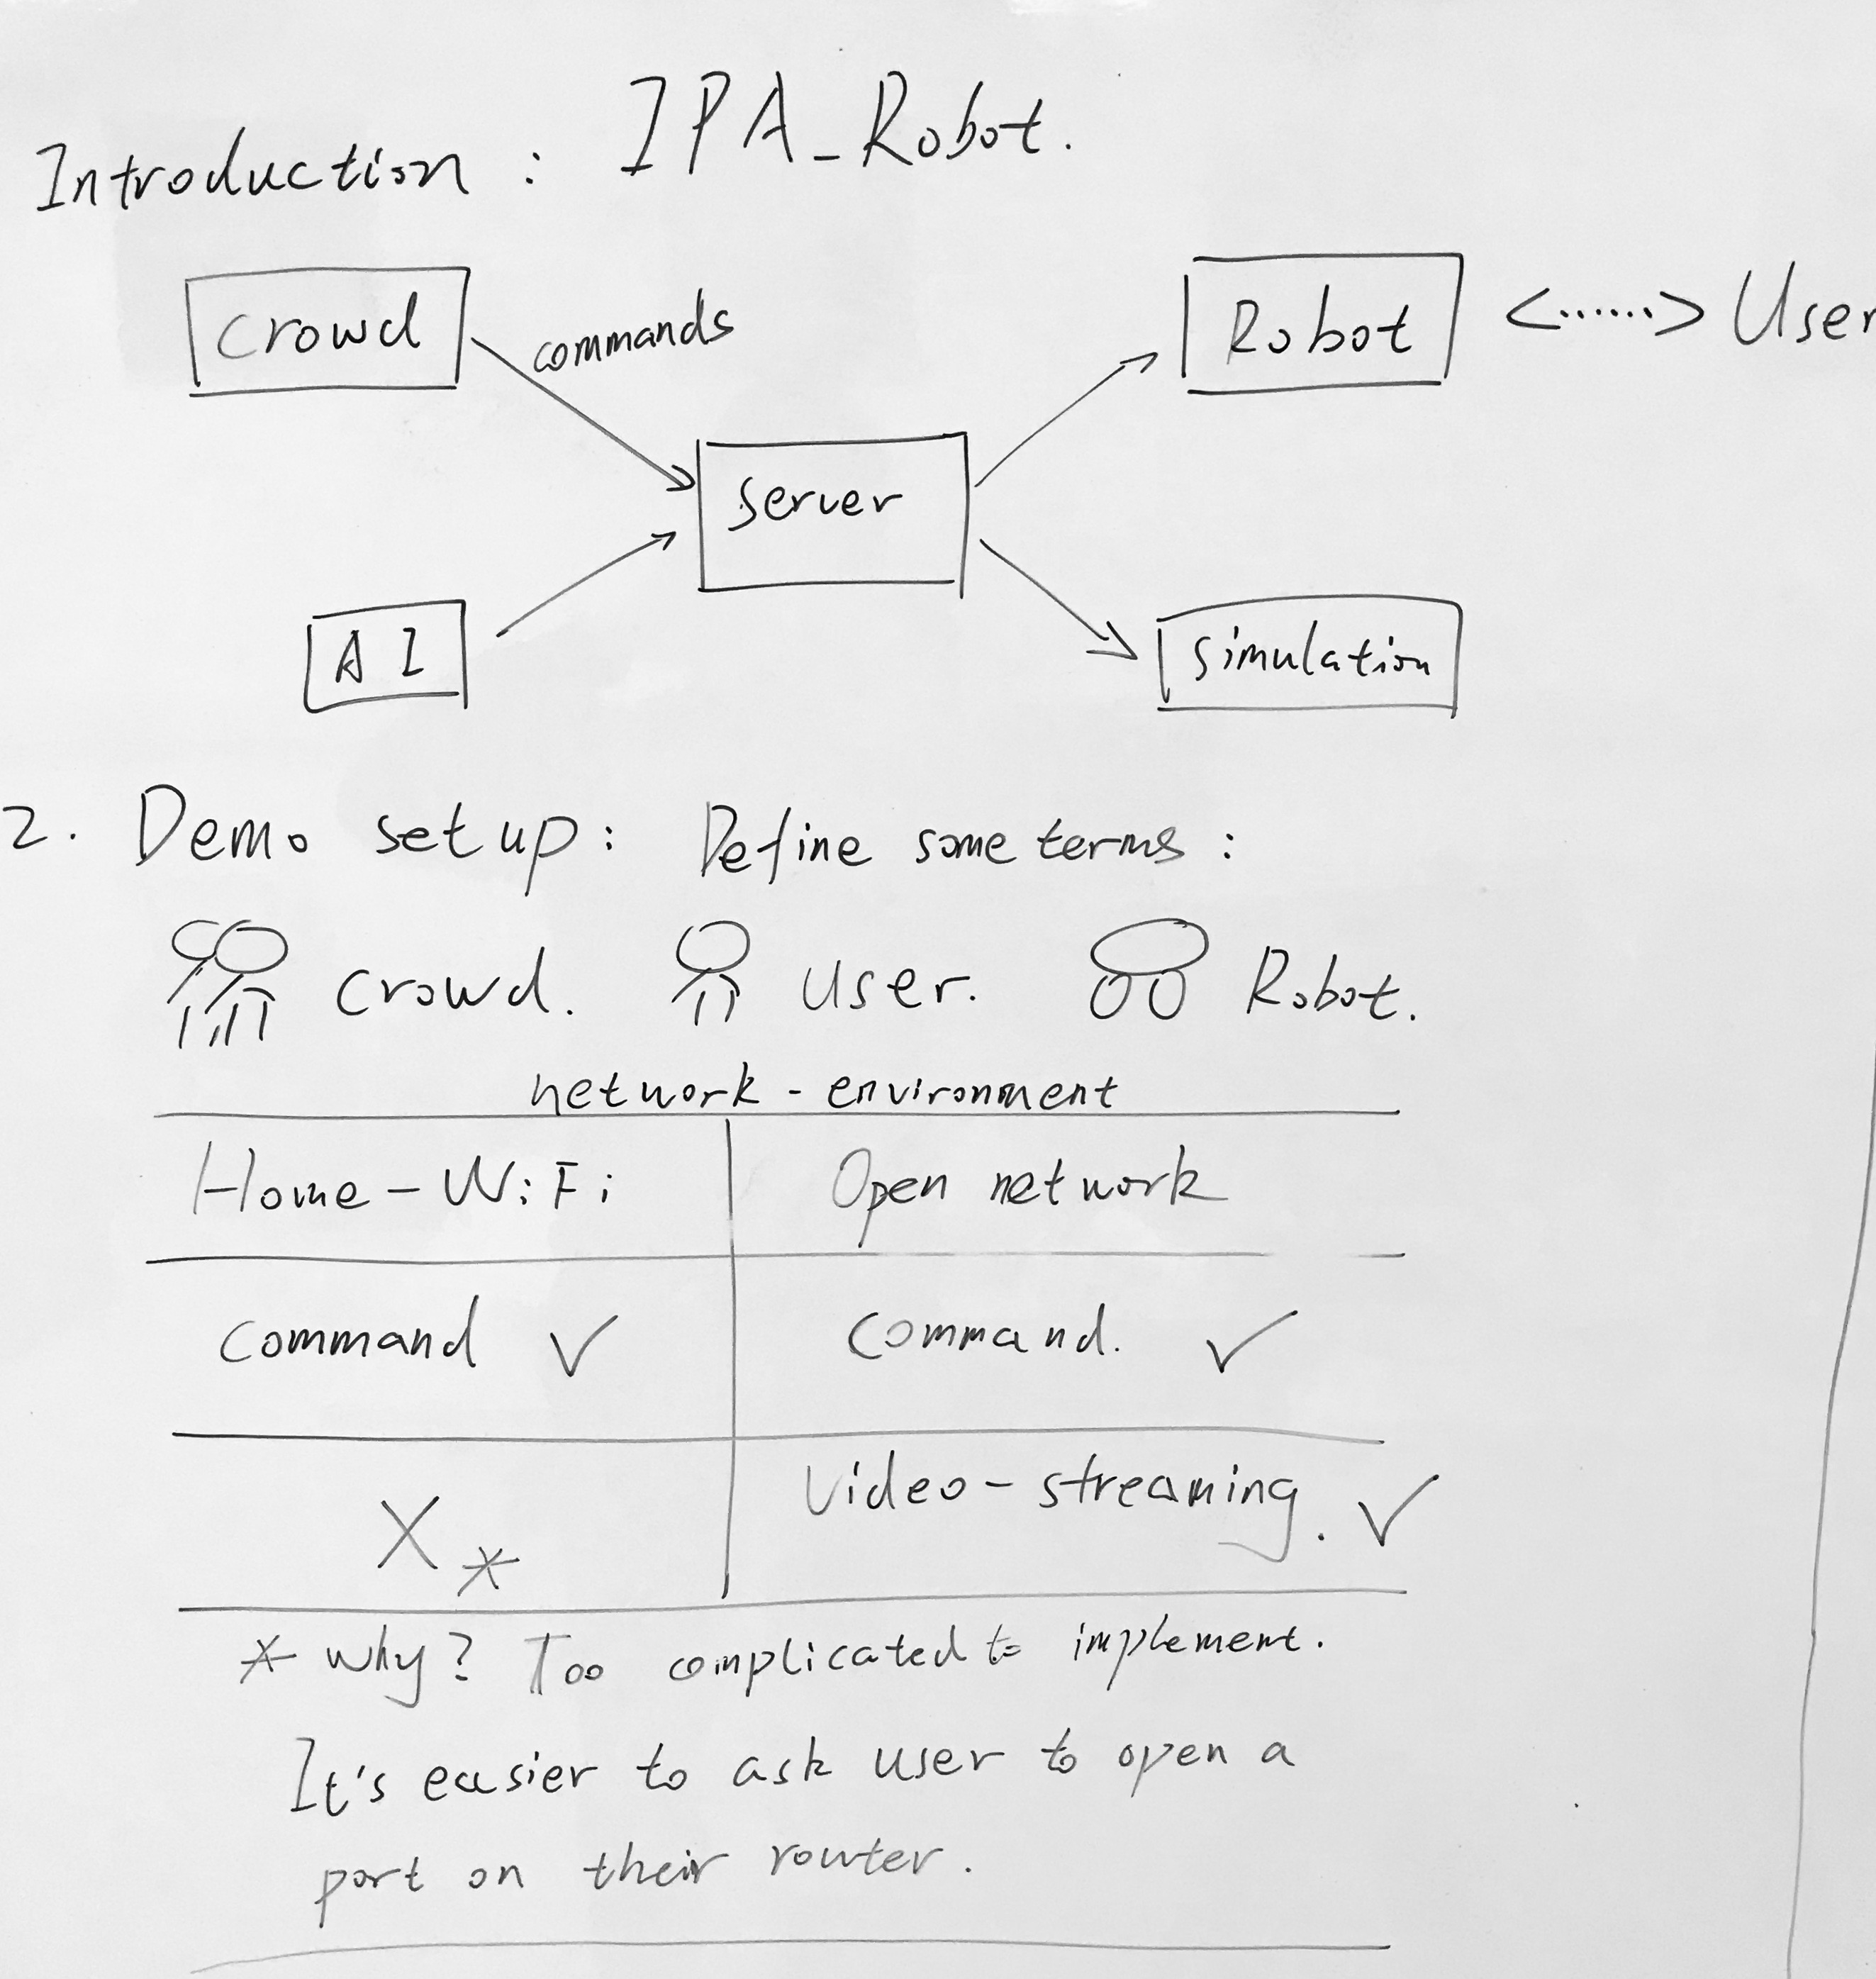 Introduction : IPA_Robot.
Crowd
commands
Robot
<......> User
Server
AI
Simulation
2. Demo set up : Define some terms :
crowd. user. Robot.
network - environment
Home - WiFi Open network
Command ✓ Command. ✓
X * Video - streaming. ✓
* why? Too complicated to implement.
It's easier to ask user to open a
port on their router.